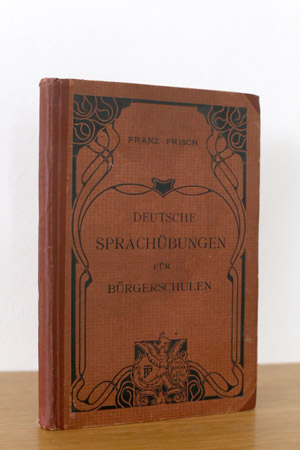 FRANZ FRISCH
DEUTSCHE
SPRACHÜBUNGEN
FÜR
BÜRGERSCHULEN